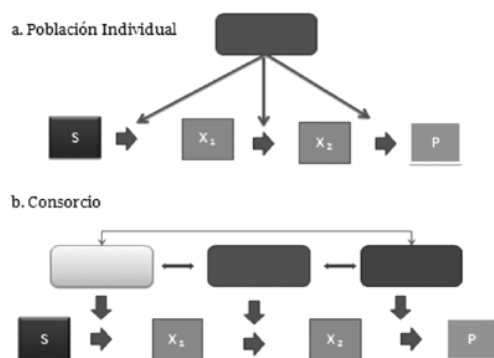 a. Población Individual
S X₁ X₂ P
b. Consorcio
S X₁ X₂ P